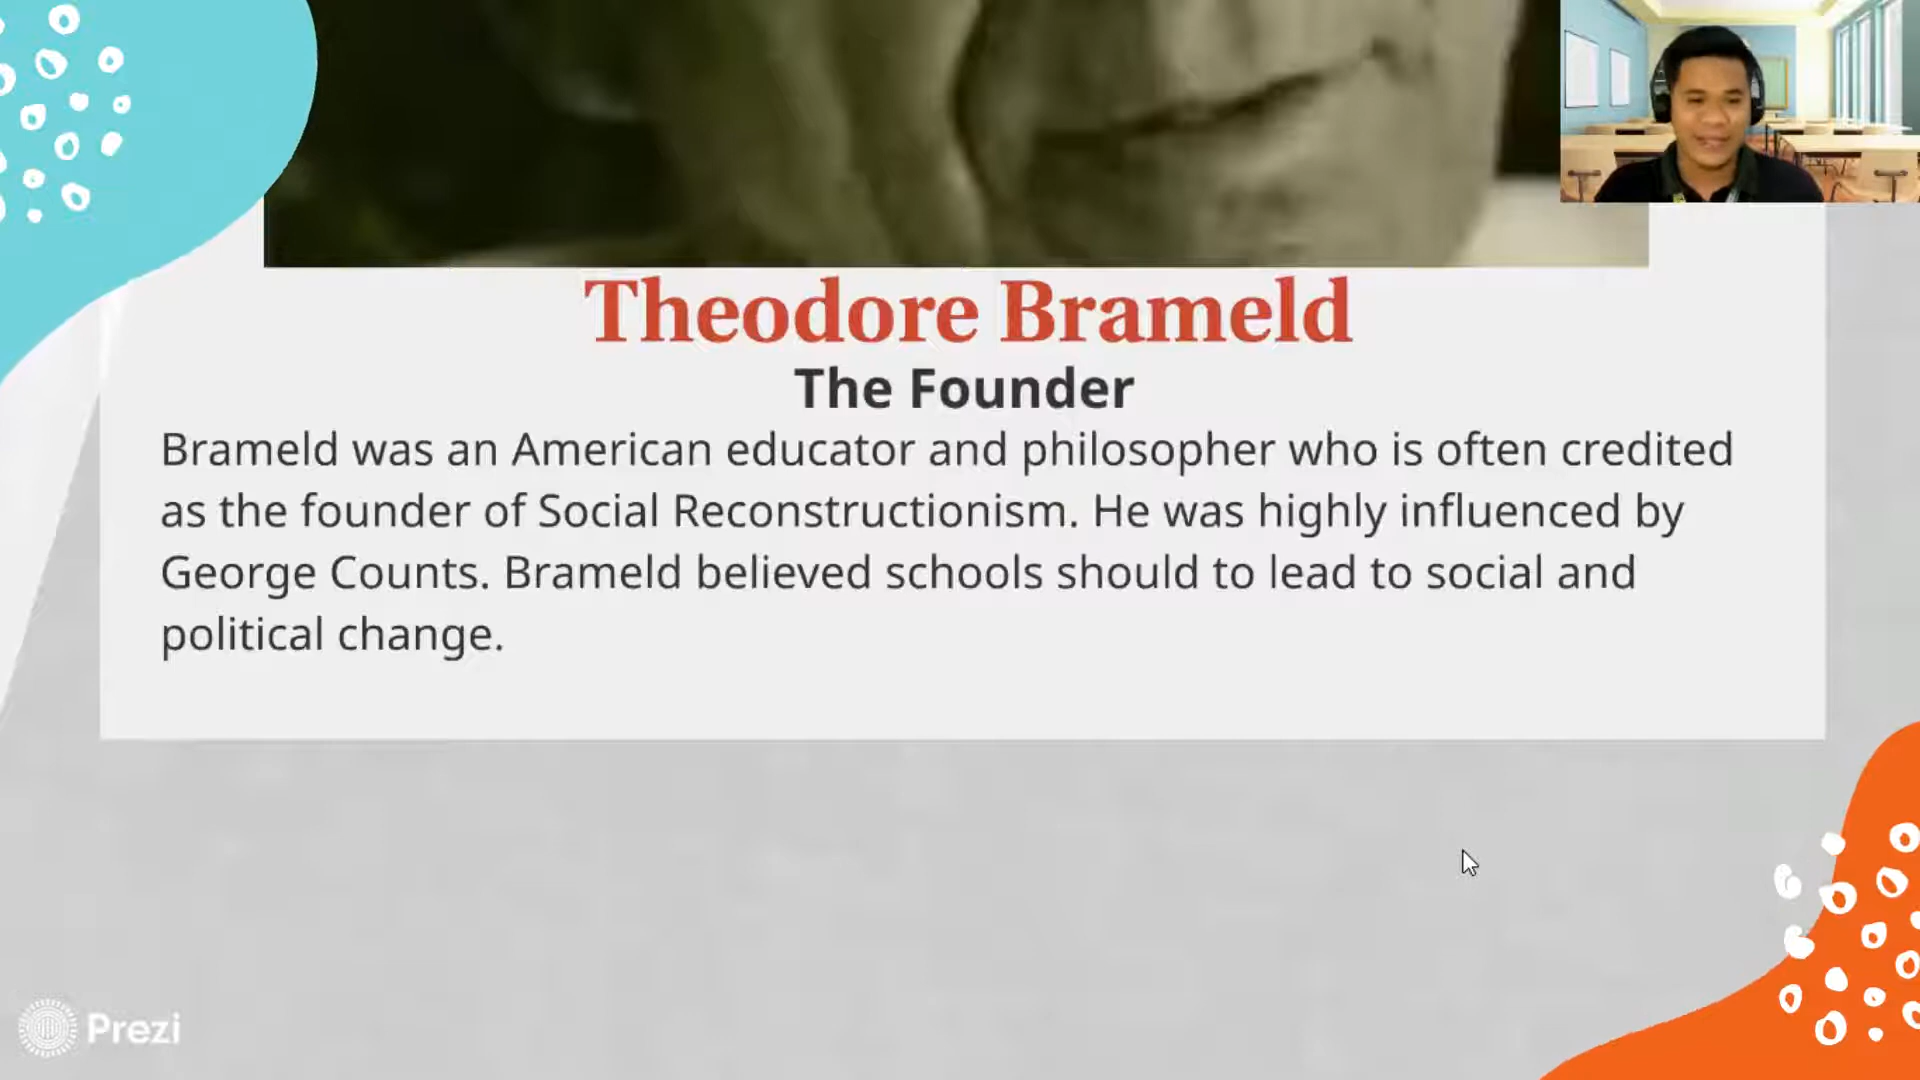 Theodore Brameld
The Founder
Brameld was an American educator and philosopher who is often credited
as the founder of Social Reconstructionism. He was highly influenced by
George Counts. Brameld believed schools should to lead to social and
political change.
Prezi